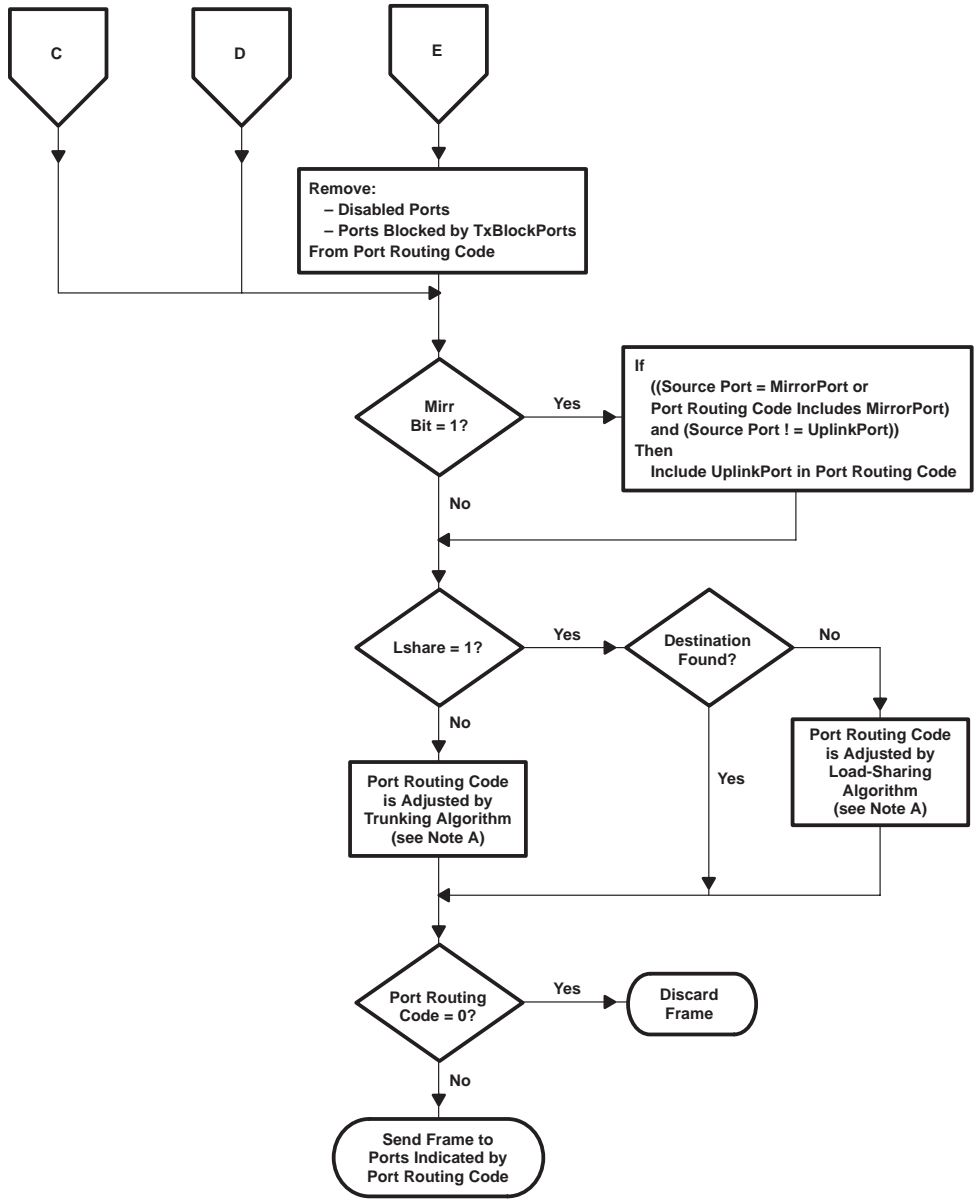 C
D
E
Remove:
– Disabled Ports
– Ports Blocked by TxBlockPorts
From Port Routing Code
Mirr
Bit = 1?
Yes
If
((Source Port = MirrorPort or
Port Routing Code Includes MirrorPort)
and (Source Port ! = UplinkPort))
Then
Include UplinkPort in Port Routing Code
No
Lshare = 1?
Yes
Destination
Found?
No
No
Port Routing Code
is Adjusted by
Trunking Algorithm
(see Note A)
Yes
Port Routing Code
is Adjusted by
Load-Sharing
Algorithm
(see Note A)
Port Routing
Code = 0?
Yes
Discard
Frame
No
Send Frame to
Ports Indicated by
Port Routing Code